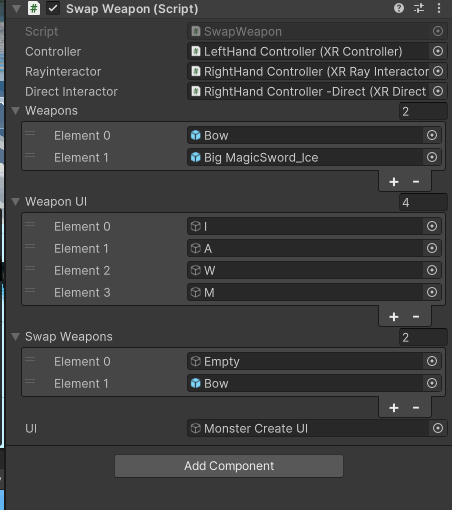 Swap Weapon (Script)
Script SwapWeapon
Controller LeftHand Controller (XR Controller)
Rayinteractor RightHand Controller (XR Ray Interactor
Direct Interactor RightHand Controller -Direct (XR Direct
Weapons 2
Element 0 Bow
Element 1 Big MagicSword_Ice
+ -
Weapon UI 4
Element 0 I
Element 1 A
Element 2 W
Element 3 M
+ -
Swap Weapons 2
Element 0 Empty
Element 1 Bow
+ -
UI Monster Create UI
Add Component